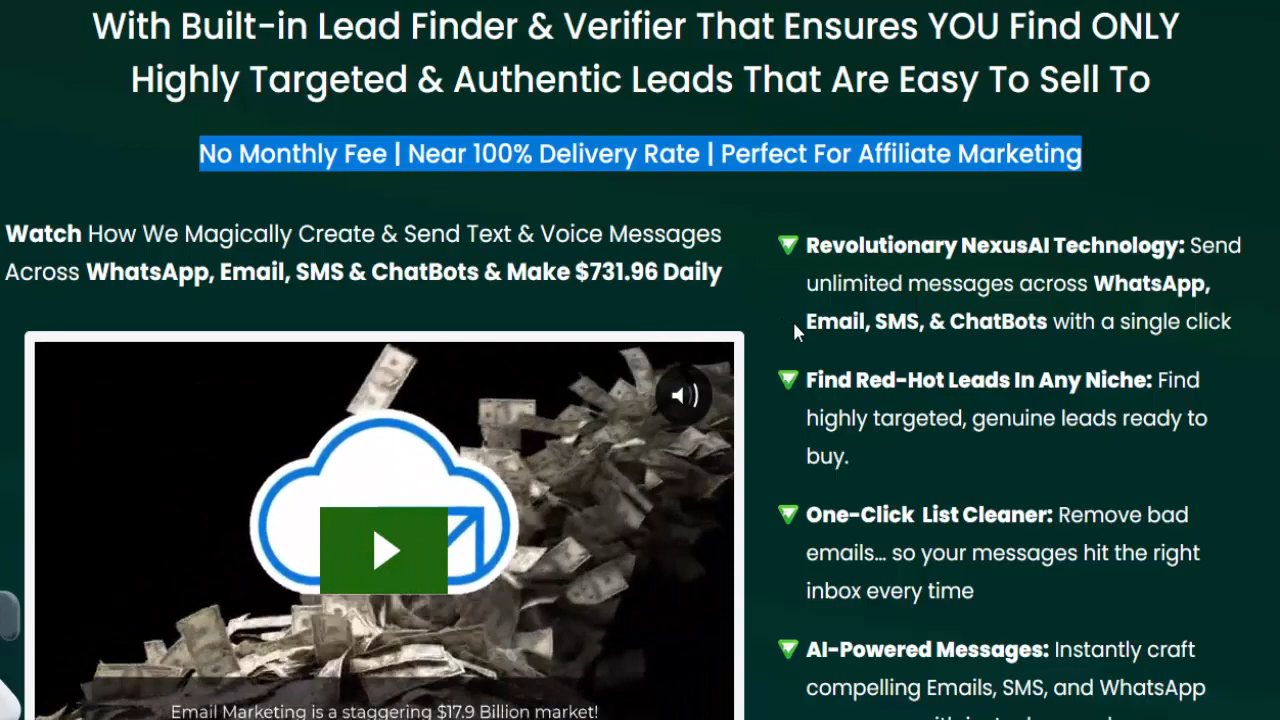 With Built-in Lead Finder & Verifier That Ensures YOU Find ONLY
Highly Targeted & Authentic Leads That Are Easy To Sell To
No Monthly Fee | Near 100% Delivery Rate | Perfect For Affiliate Marketing
Watch How We Magically Create & Send Text & Voice Messages
Across WhatsApp, Email, SMS & ChatBots & Make $731.96 Daily
Email Marketing is a staggering $17.9 Billion market!
Revolutionary NexusAI Technology: Send
unlimited messages across WhatsApp,
Email, SMS, & ChatBots with a single click
Find Red-Hot Leads In Any Niche: Find
highly targeted, genuine leads ready to
buy.
One-Click List Cleaner: Remove bad
emails... so your messages hit the right
inbox every time
AI-Powered Messages: Instantly craft
compelling Emails, SMS, and WhatsApp